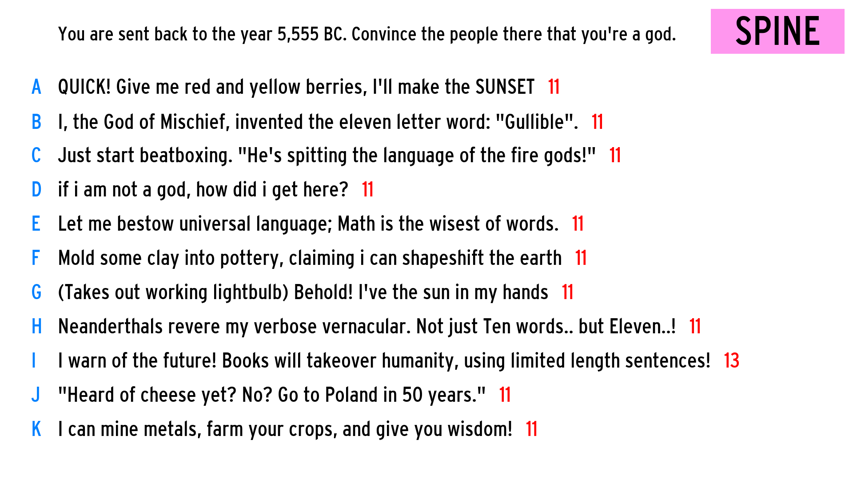 You are sent back to the year 5,555 BC. Convince the people there that you're a god.
SPINE
A QUICK! Give me red and yellow berries, I'll make the SUNSET 11
B I, the God of Mischief, invented the eleven letter word: "Gullible". 11
C Just start beatboxing. "He's spitting the language of the fire gods!" 11
D if i am not a god, how did i get here? 11
E Let me bestow universal language; Math is the wisest of words. 11
F Mold some clay into pottery, claiming i can shapeshift the earth 11
G (Takes out working lightbulb) Behold! I've the sun in my hands 11
H Neanderthals revere my verbose vernacular. Not just Ten words.. but Eleven..! 11
I I warn of the future! Books will takeover humanity, using limited length sentences! 13
J "Heard of cheese yet? No? Go to Poland in 50 years." 11
K I can mine metals, farm your crops, and give you wisdom! 11